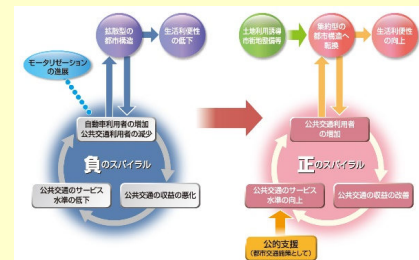 拡散型の
都市構造
生活利便性
の低下
モータリゼーション
の進展
自動車利用者の増加
公共交通利用者の減少
負のスパイラル
公共交通のサービス
水準の低下
公共交通の収益の悪化
土地利用誘導
市街地整備等
集約型の
都市構造へ
転換
生活利便性
の向上
公共交通利用者
の増加
正のスパイラル
公共交通のサービス
水準の向上
公共交通の収益の改善
公的支援
(都市交通施策として)